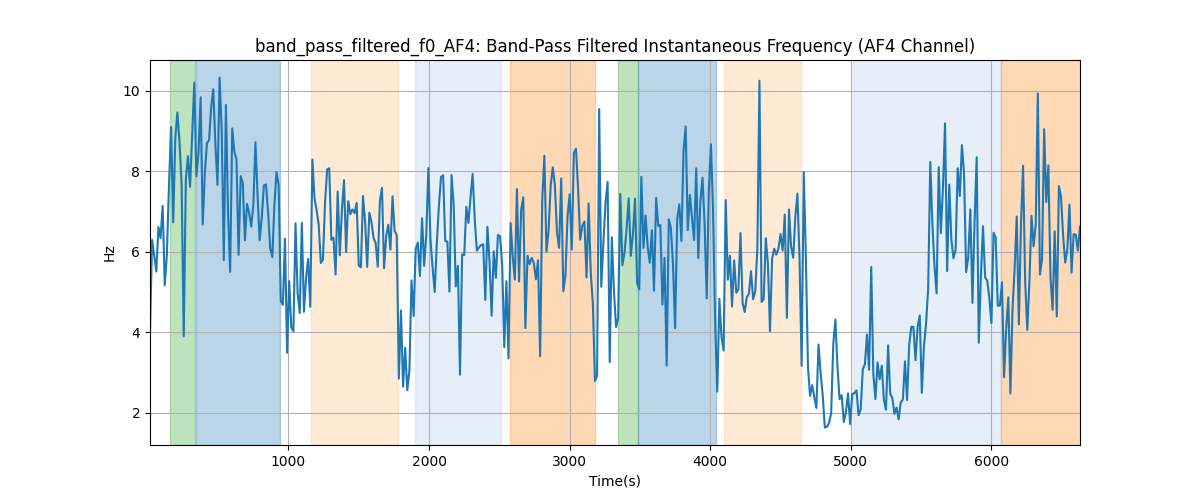 band_pass_filtered_f0_AF4: Band-Pass Filtered Instantaneous Frequency (AF4 Channel)
10
8
6
4
2
Hz
1000 2000 3000 4000 5000 6000
Time(s)